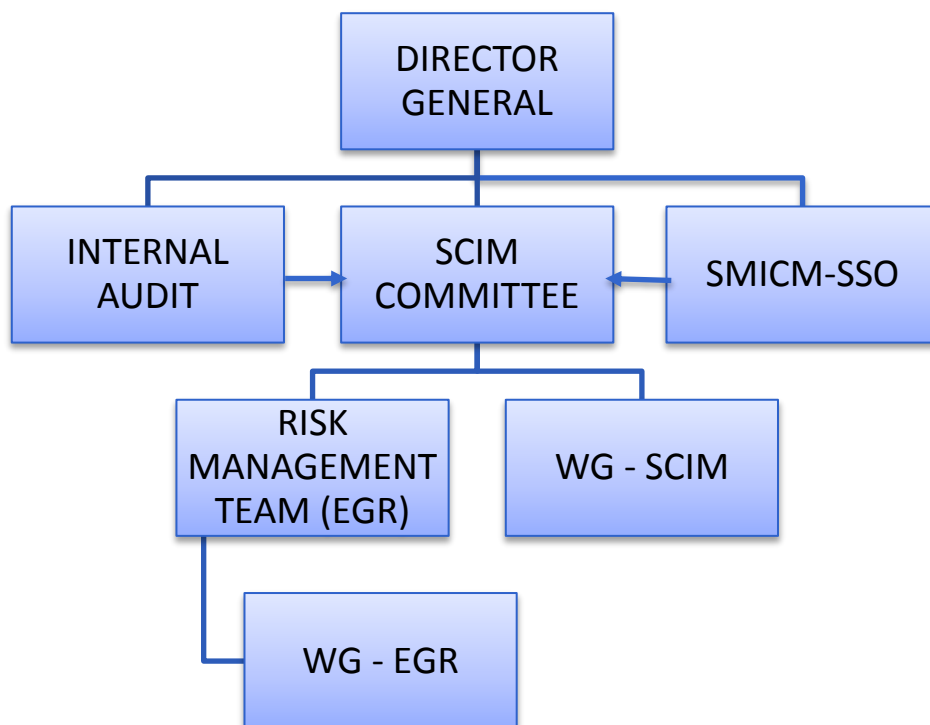 DIRECTOR
GENERAL
INTERNAL
AUDIT
SCIM
COMMITTEE
SMICM-SSO
RISK
MANAGEMENT
TEAM (EGR)
WG - SCIM
WG - EGR